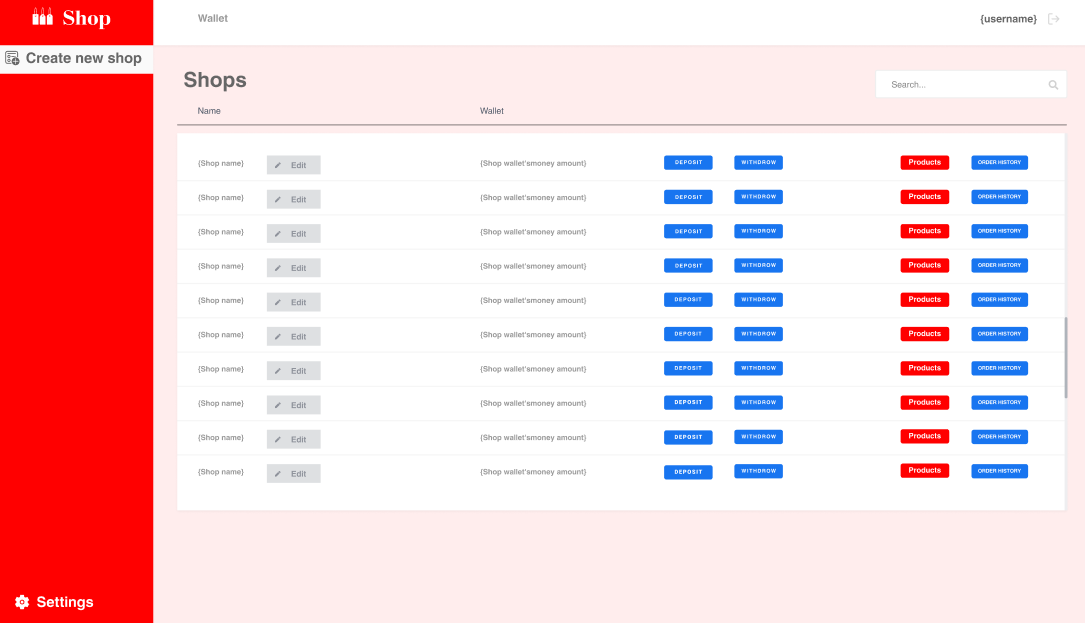 Shop
Wallet
{username}
Create new shop
Shops
Search...
Name Wallet
{Shop name} Edit {Shop wallet'smoney amount} DEPOSIT WITHDROW Products ORDER HISTORY
{Shop name} Edit {Shop wallet'smoney amount} DEPOSIT WITHDROW Products ORDER HISTORY
{Shop name} Edit {Shop wallet'smoney amount} DEPOSIT WITHDROW Products ORDER HISTORY
{Shop name} Edit {Shop wallet'smoney amount} DEPOSIT WITHDROW Products ORDER HISTORY
{Shop name} Edit {Shop wallet'smoney amount} DEPOSIT WITHDROW Products ORDER HISTORY
{Shop name} Edit {Shop wallet'smoney amount} DEPOSIT WITHDROW Products ORDER HISTORY
{Shop name} Edit {Shop wallet'smoney amount} DEPOSIT WITHDROW Products ORDER HISTORY
{Shop name} Edit {Shop wallet'smoney amount} DEPOSIT WITHDROW Products ORDER HISTORY
{Shop name} Edit {Shop wallet'smoney amount} DEPOSIT WITHDROW Products ORDER HISTORY
{Shop name} Edit {Shop wallet'smoney amount} DEPOSIT WITHDROW Products ORDER HISTORY
Settings